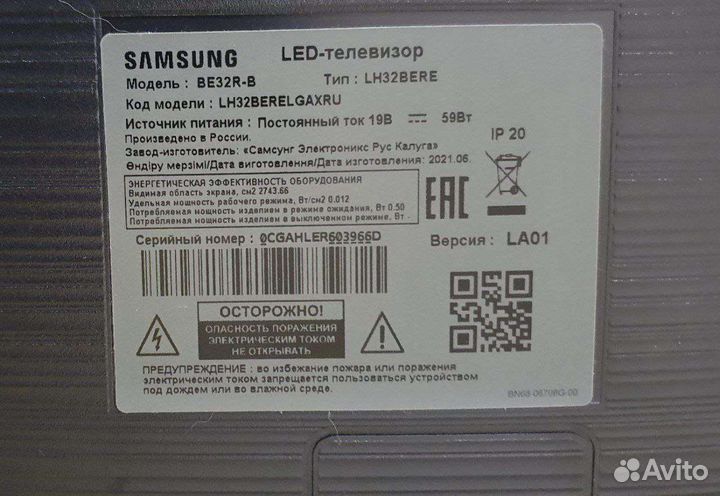 SAMSUNG LED-телевизор
Модель : BE32R-B Тип : LH32BERE
Код модели : LH32BERELGAXRU
Источник питания : Постоянный ток 19В 59Вт
Произведено в России. IP 20
Завод-изготовитель: «Самсунг Электроникс Рус Калуга»
Өндіру мерзімі/Дата виготовлення/Дата изготовления: 2021.06.
ЭНЕРГЕТИЧЕСКАЯ ЭФФЕКТИВНОСТЬ ОБОРУДОВАНИЯ
Видимая область экрана, см2 2743.66
Удельная мощность рабочего режима, Вт/см2 0.012
Потребляемая мощность изделием в режиме ожидания, Вт 0.50
Потребляемая мощность изделием в выключенном режиме, Вт -
EAC
Серийный номер : 0CGAHLER603966D Версия : LA01
ОСТОРОЖНО!
ОПАСНОСТЬ ПОРАЖЕНИЯ
ЭЛЕКТРИЧЕСКИМ ТОКОМ
НЕ ОТКРЫВАТЬ
ПРЕДУПРЕЖДЕНИЕ : во избежание пожара или поражения
электрическим током запрещается пользоваться устройством
под дождем или во влажной среде.
BN68-06798G-00
Avito